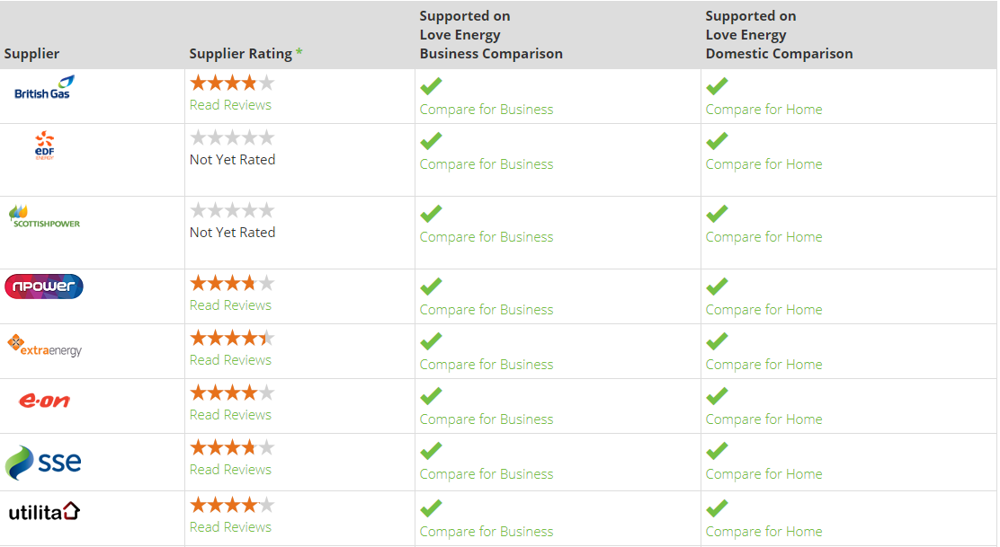 Supplier
Supplier Rating *
Supported on
Love Energy
Business Comparison
Supported on
Love Energy
Domestic Comparison
British Gas
Read Reviews
Compare for Business
Compare for Home
eDF
ENERGY
Not Yet Rated
Compare for Business
Compare for Home
SCOTTISHPOWER
Not Yet Rated
Compare for Business
Compare for Home
npower
Read Reviews
Compare for Business
Compare for Home
extraenergy
Read Reviews
Compare for Business
Compare for Home
e·on
Read Reviews
Compare for Business
Compare for Home
sse
Read Reviews
Compare for Business
Compare for Home
utilita
Read Reviews
Compare for Business
Compare for Home